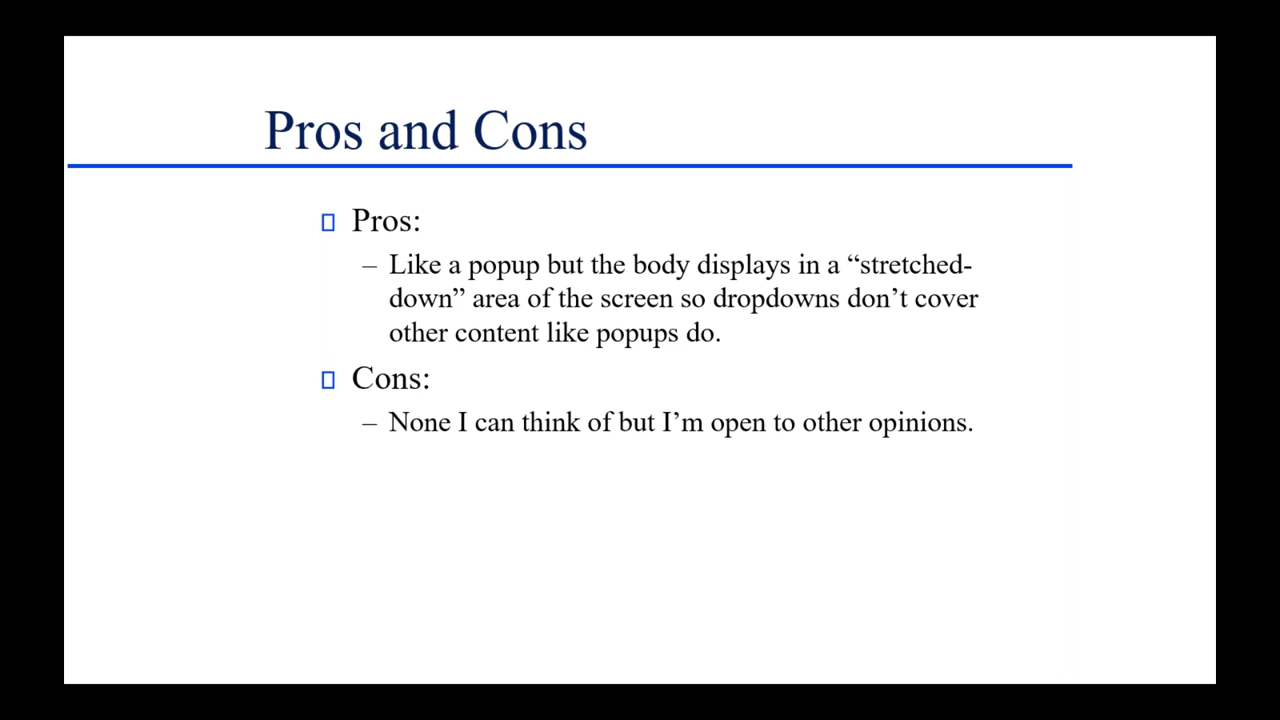 Pros and Cons
Pros:
– Like a popup but the body displays in a “stretched-
down” area of the screen so dropdowns don’t cover
other content like popups do.
Cons:
– None I can think of but I’m open to other opinions.